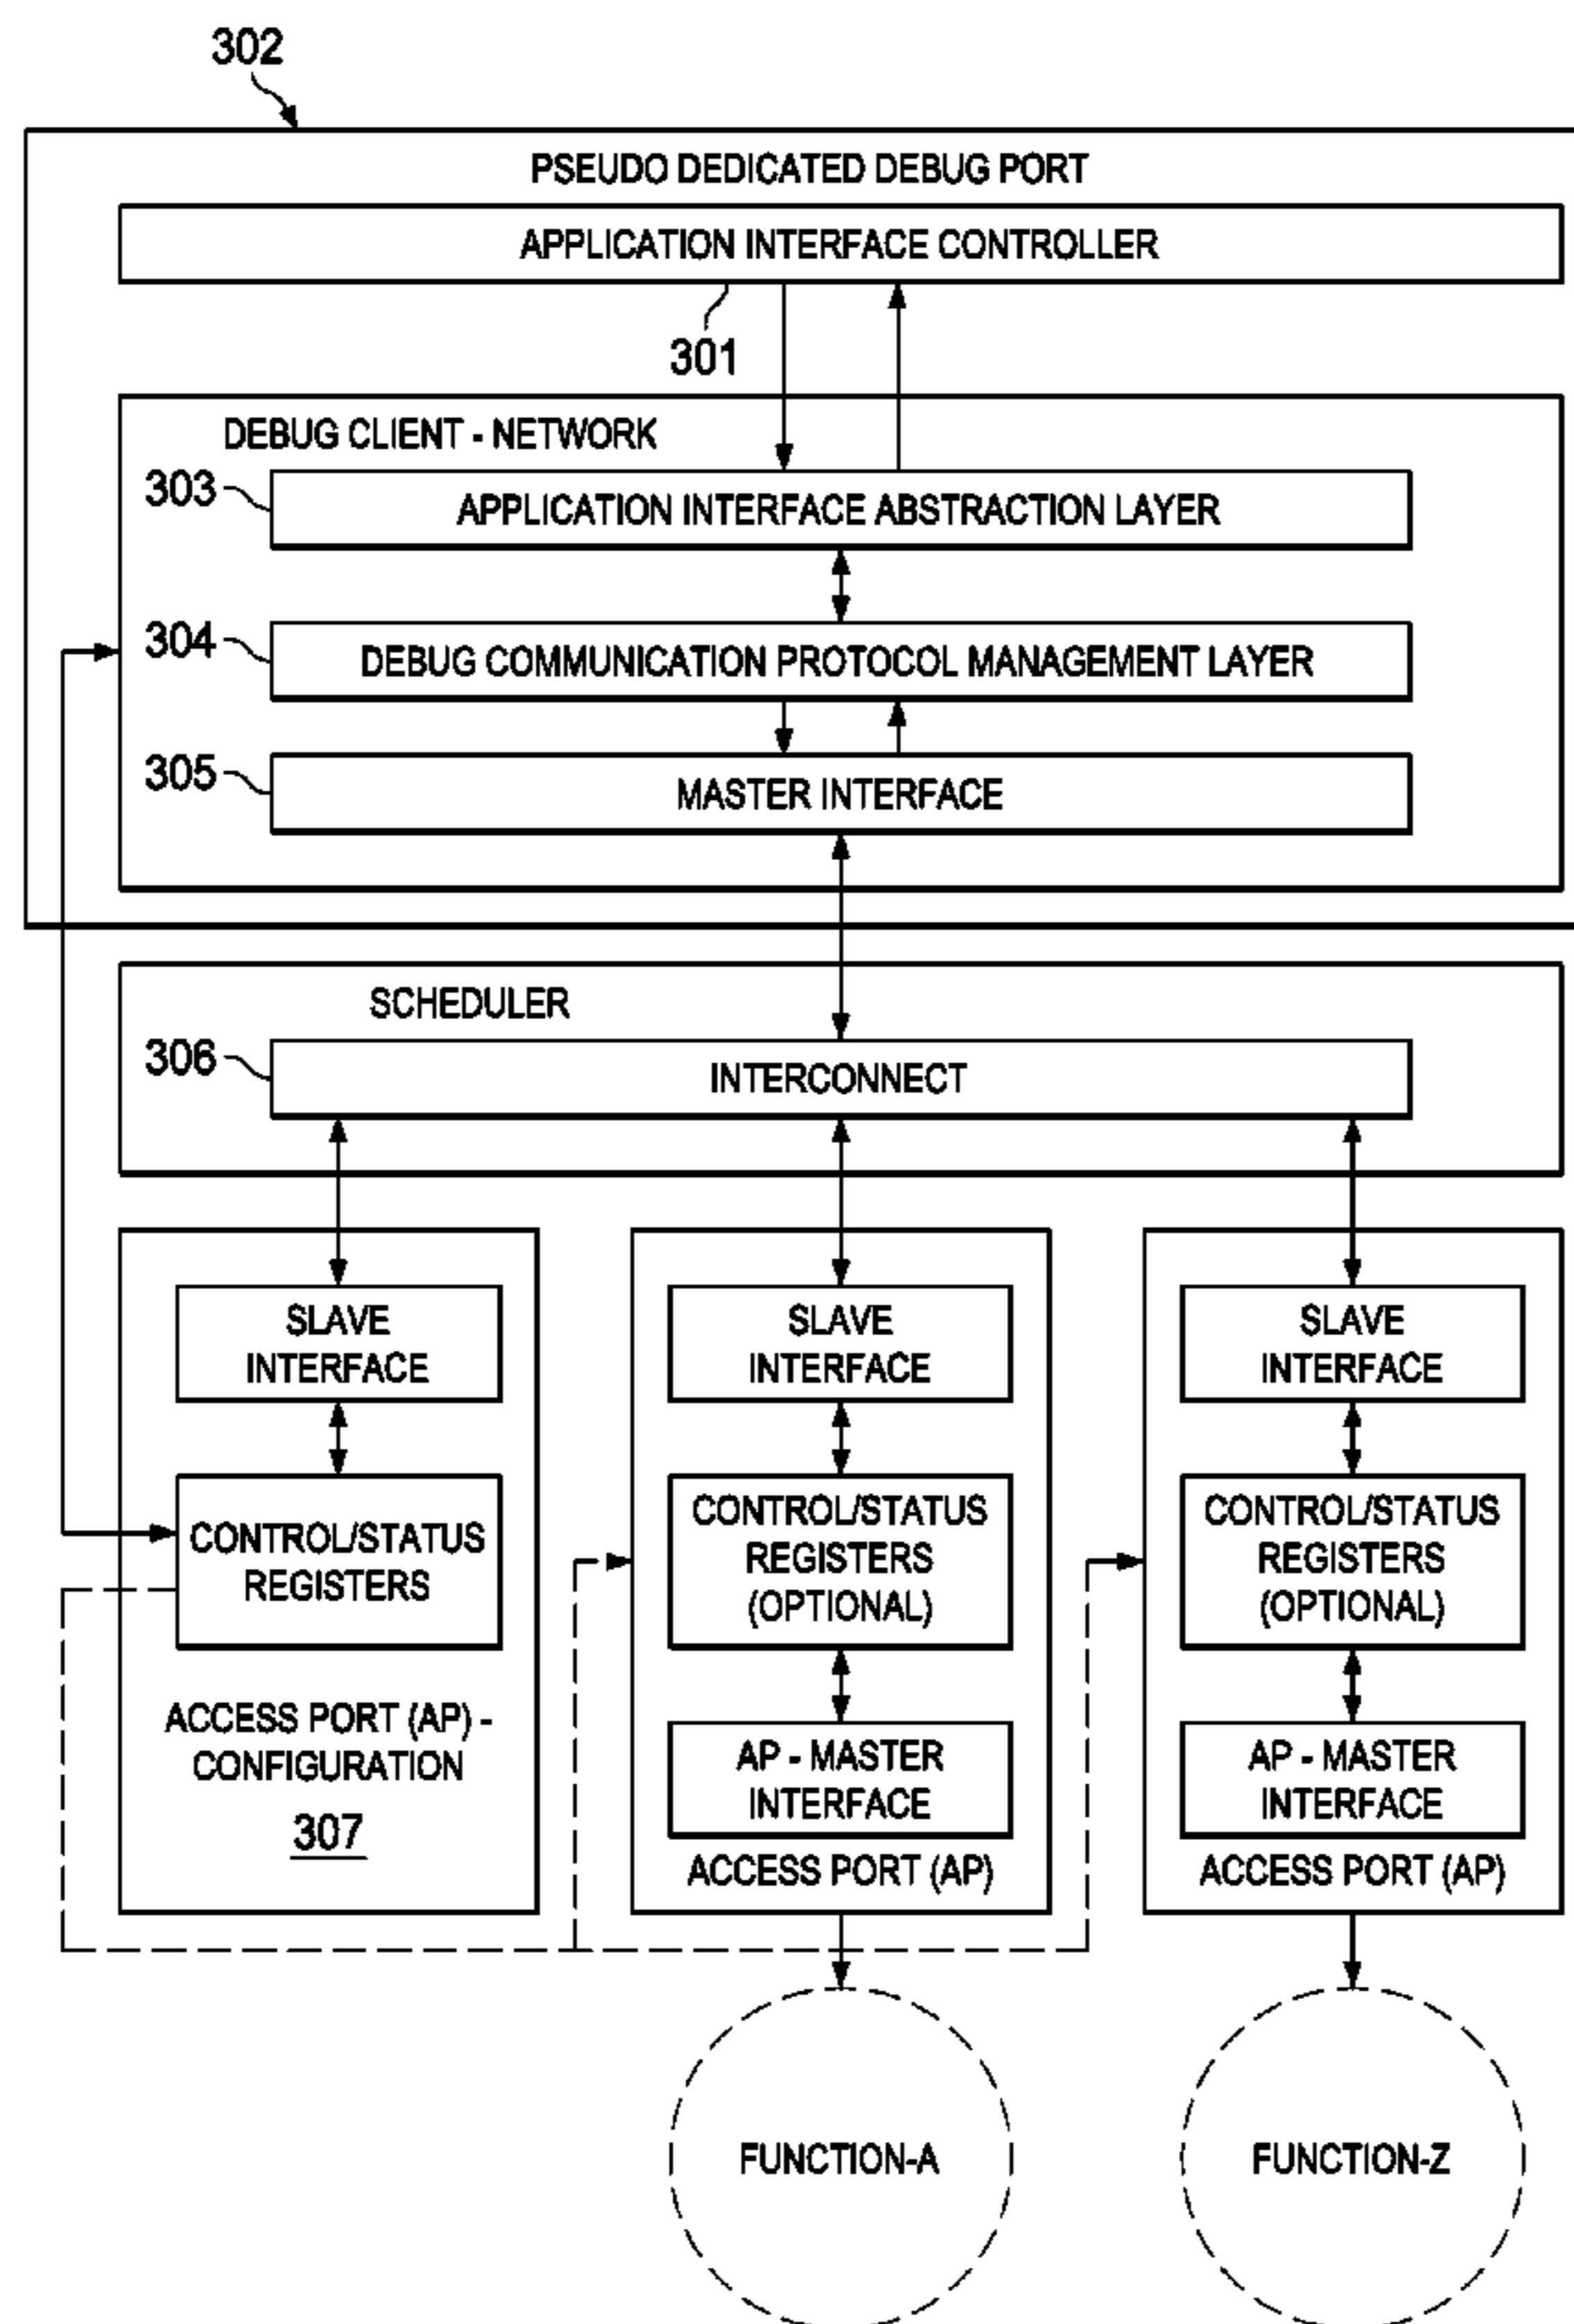 302
PSEUDO DEDICATED DEBUG PORT
APPLICATION INTERFACE CONTROLLER
301
DEBUG CLIENT - NETWORK
303
APPLICATION INTERFACE ABSTRACTION LAYER
304
DEBUG COMMUNICATION PROTOCOL MANAGEMENT LAYER
305
MASTER INTERFACE
SCHEDULER
306
INTERCONNECT
SLAVE
INTERFACE
CONTROL/STATUS
REGISTERS
ACCESS PORT (AP) -
CONFIGURATION
307
SLAVE
INTERFACE
CONTROL/STATUS
REGISTERS
(OPTIONAL)
AP - MASTER
INTERFACE
ACCESS PORT (AP)
FUNCTION-A
SLAVE
INTERFACE
CONTROL/STATUS
REGISTERS
(OPTIONAL)
AP - MASTER
INTERFACE
ACCESS PORT (AP)
FUNCTION-Z